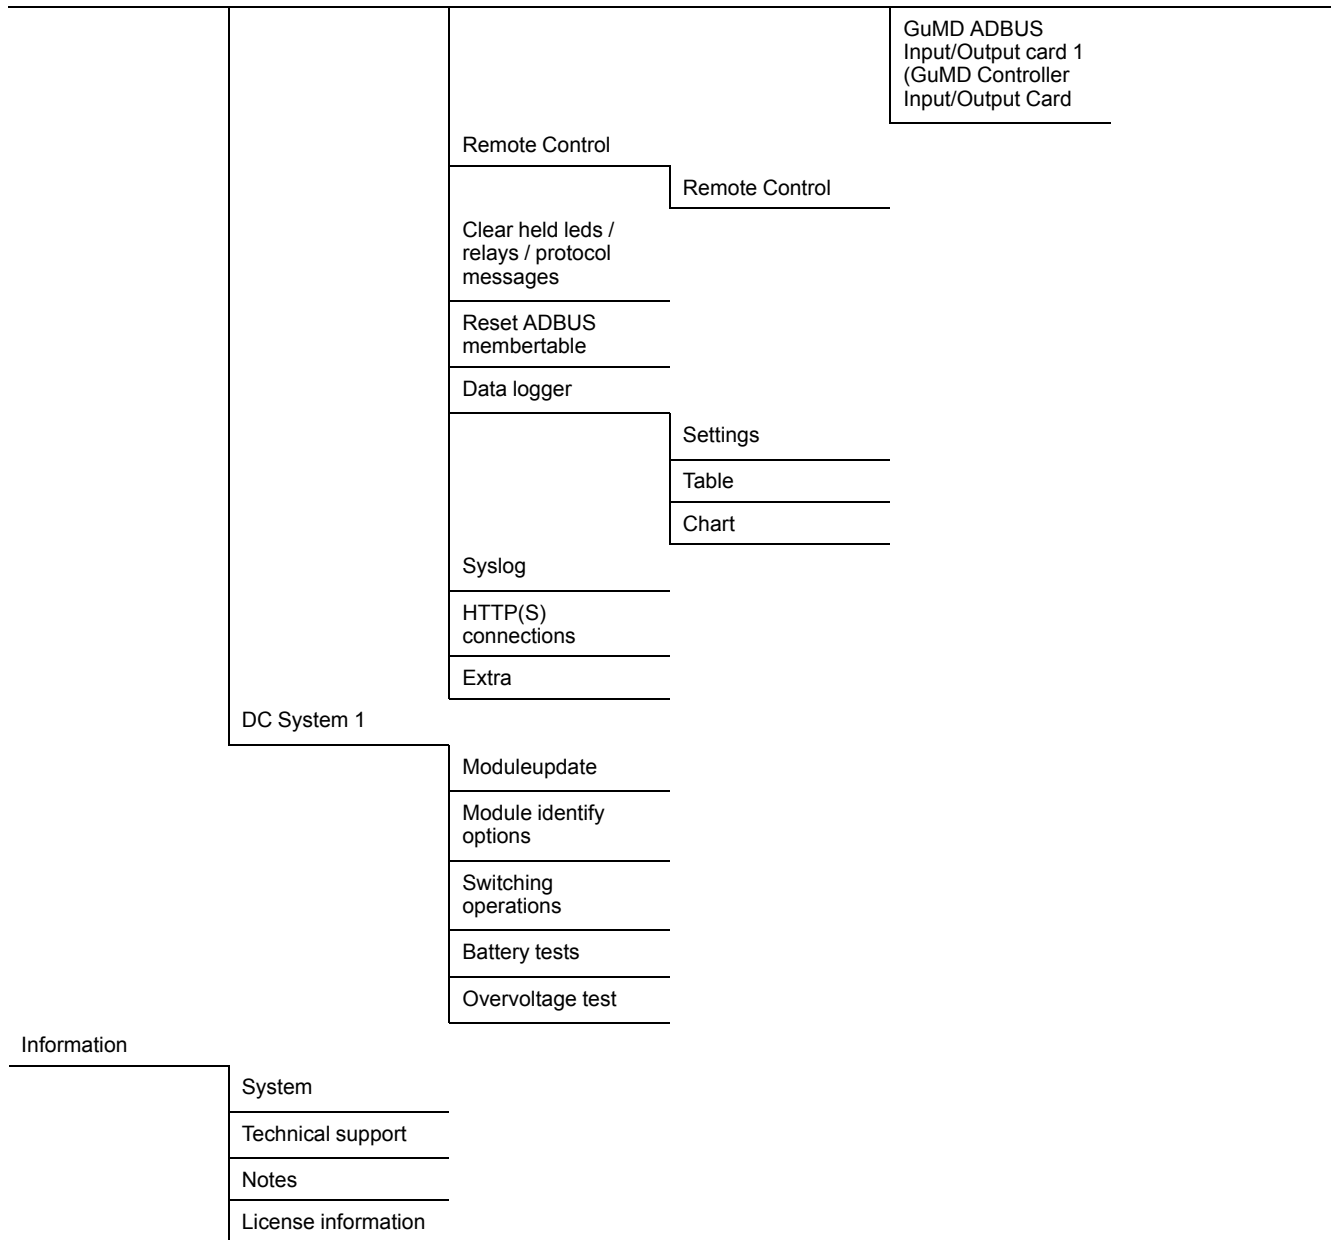 GuMD ADBUS
Input/Output card 1
(GuMD Controller
Input/Output Card
Remote Control
Remote Control
Clear held leds /
relays / protocol
messages
Reset ADBUS
membertable
Data logger
Settings
Table
Chart
Syslog
HTTP(S)
connections
Extra
DC System 1
Moduleupdate
Module identify
options
Switching
operations
Battery tests
Overvoltage test
Information
System
Technical support
Notes
License information